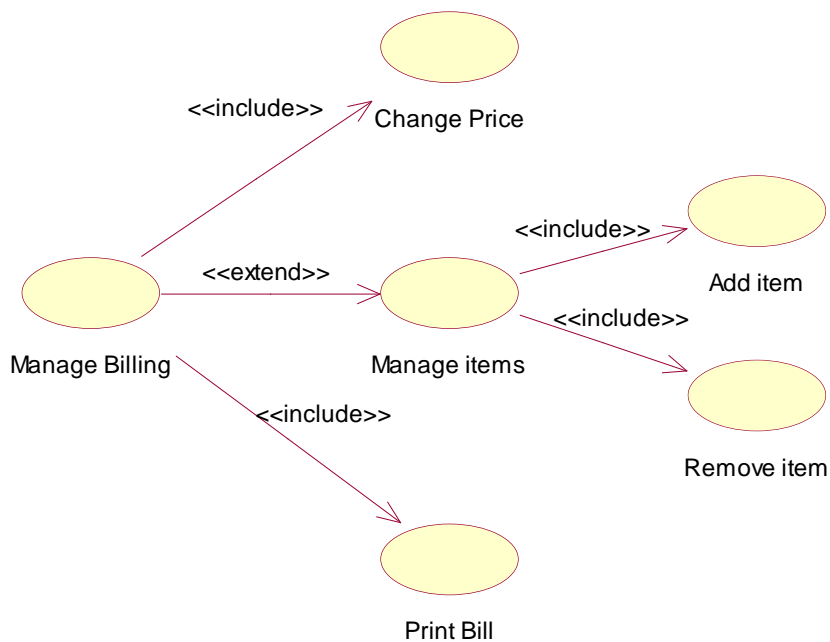 <<include>>
Change Price
<<include>>
<<extend>>
Add item
<<include>>
Manage Billing
Manage items
<<include>>
Remove item
Print Bill